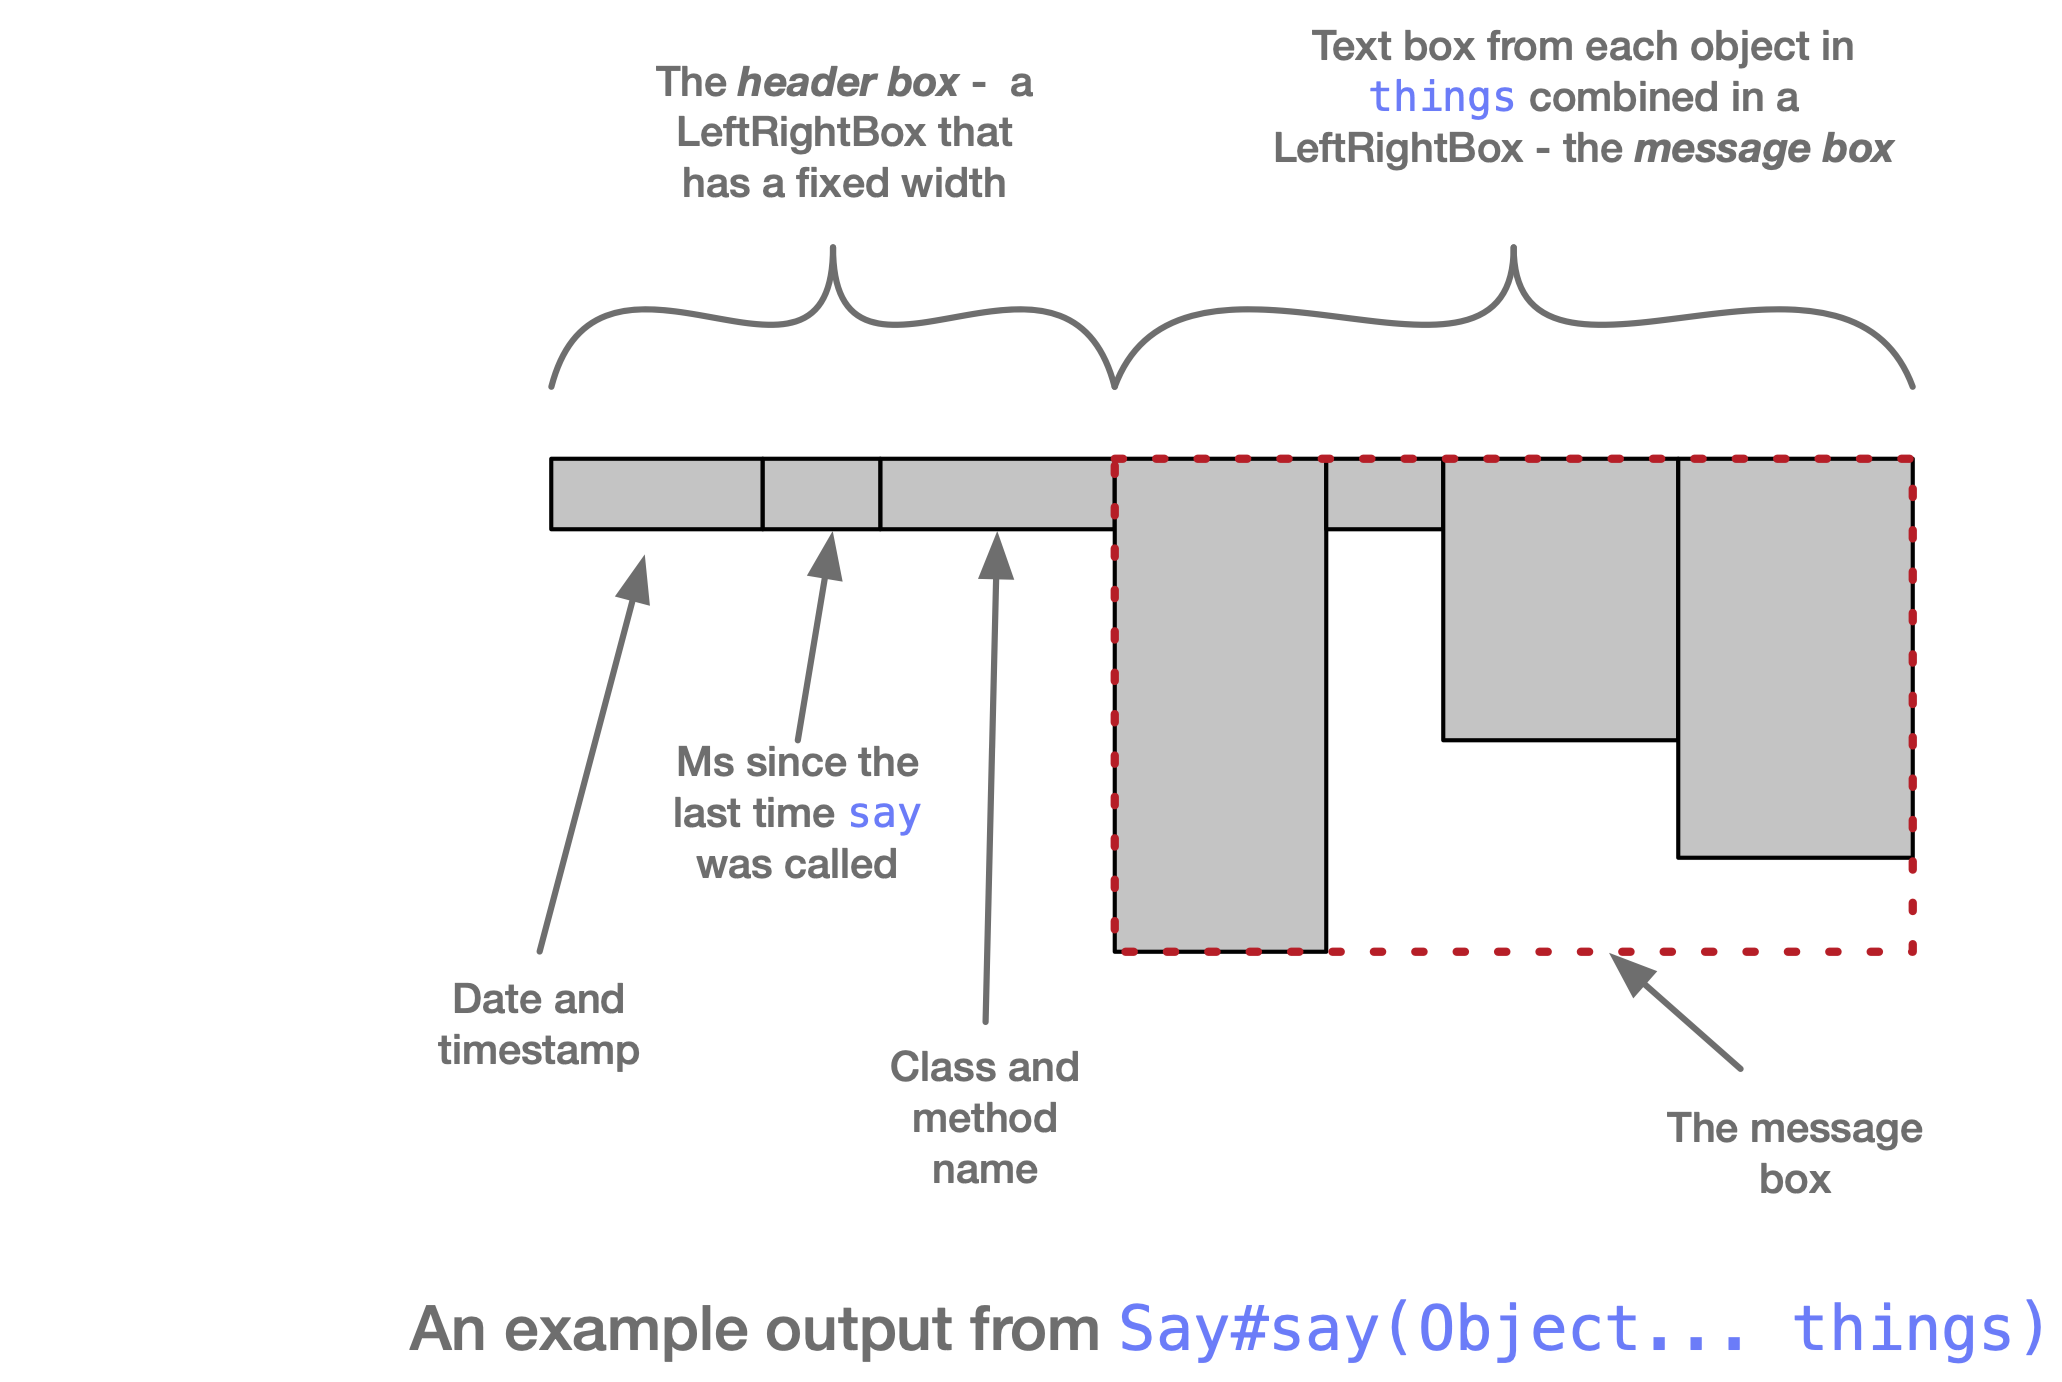 The header box - a
LeftRightBox that
has a fixed width
Text box from each object in
things combined in a
LeftRightBox - the message box
Ms since the
last time say
was called
Date and
timestamp
Class and
method
name
The message
box
An example output from Say#say(Object... things)